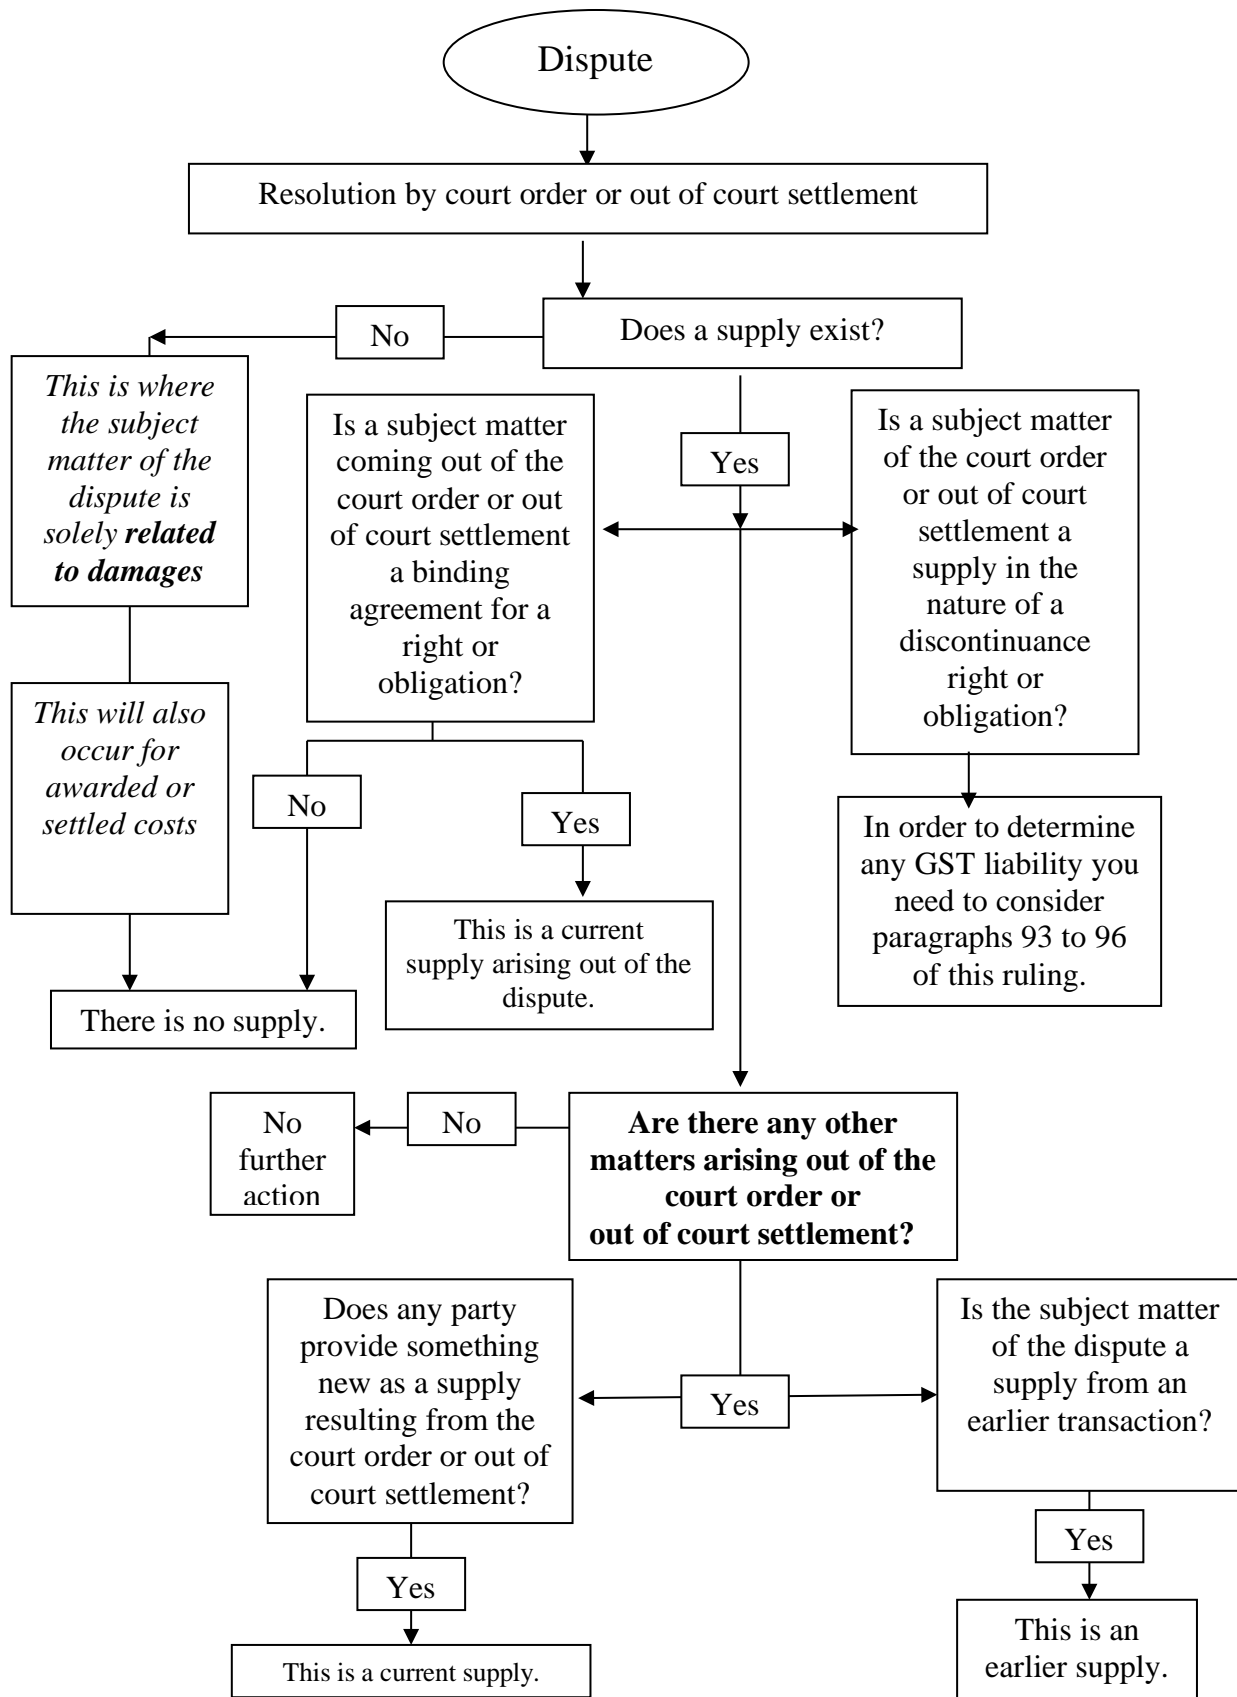 Dispute
Resolution by court order or out of court settlement
Does a supply exist?
No
This is where
the subject
matter of the
dispute is
solely related
to damages
This will also
occur for
awarded or
settled costs
Yes
Is a subject matter
coming out of the
court order or out
of court settlement
a binding
agreement for a
right or
obligation?
Is a subject matter
of the court order
or out of court
settlement a
supply in the
nature of a
discontinuance
right or
obligation?
No
Yes
There is no supply.
This is a current
supply arising out of the
dispute.
In order to determine
any GST liability you
need to consider
paragraphs 93 to 96
of this ruling.
Are there any other
matters arising out of the
court order or
out of court settlement?
No
No
further
action
Yes
Does any party
provide something
new as a supply
resulting from the
court order or out of
court settlement?
Is the subject matter
of the dispute a
supply from an
earlier transaction?
Yes
This is a current supply.
Yes
This is an
earlier supply.